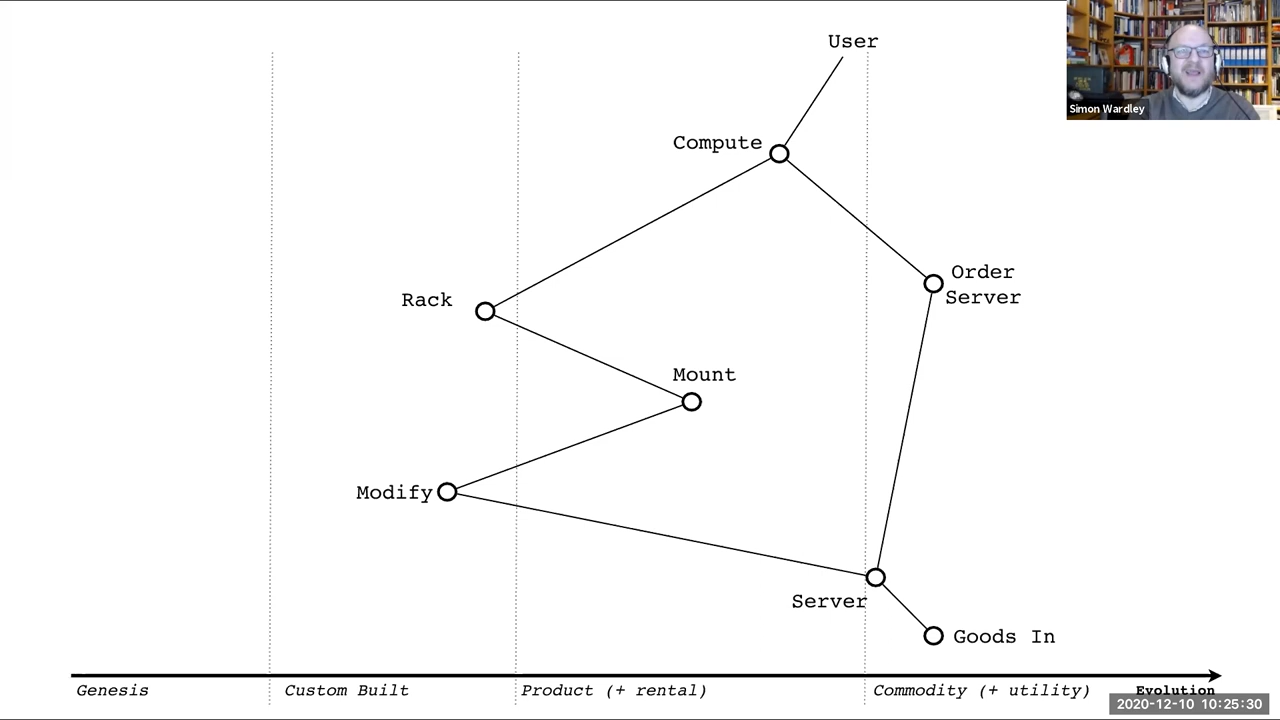 User
Simon Wardley
Compute
Order
Server
Rack
Mount
Modify
Server
Goods In
Genesis
Custom Built
Product (+ rental)
Commodity (+ utility)
Evolution
2020-12-10 10:25:30